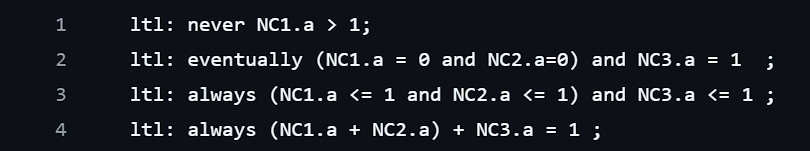 1 ltl: never NC1.a > 1;
2 ltl: eventually (NC1.a = 0 and NC2.a=0) and NC3.a = 1  ;
3 ltl: always (NC1.a <= 1 and NC2.a <= 1) and NC3.a <= 1 ;
4 ltl: always (NC1.a + NC2.a) + NC3.a = 1 ;